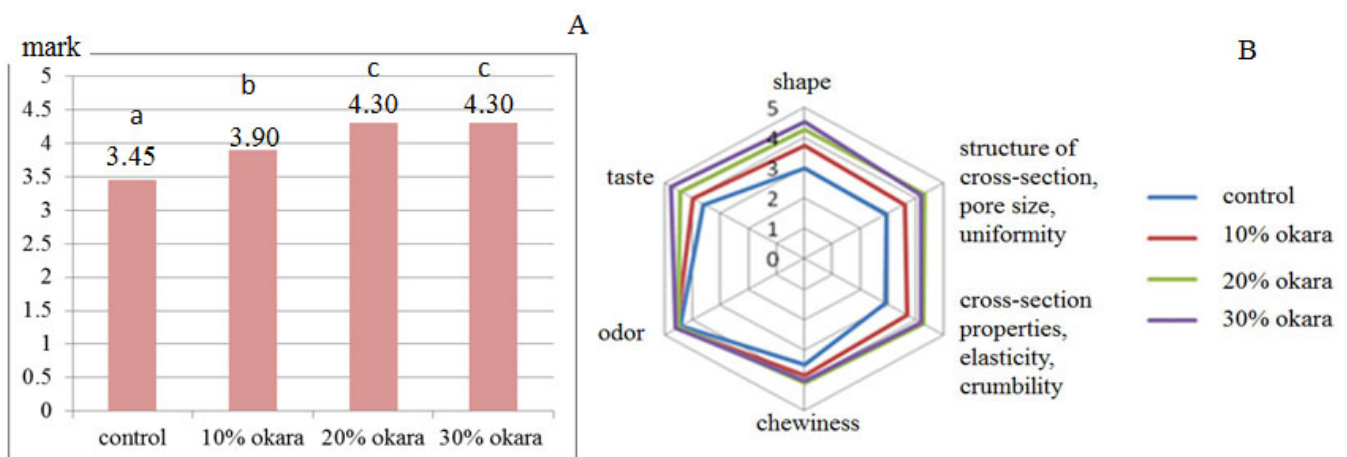 A
mark
5
4.5
4
3.5
3
2.5
2
1.5
1
0.5
0
a
3.45
b
3.90
c
4.30
c
4.30
control
10% okara
20% okara
30% okara
B
shape
5
4
3
2
1
0
structure of
cross-section,
pore size,
uniformity
cross-section
properties,
elasticity,
crumbility
chewiness
odor
taste
control
10% okara
20% okara
30% okara